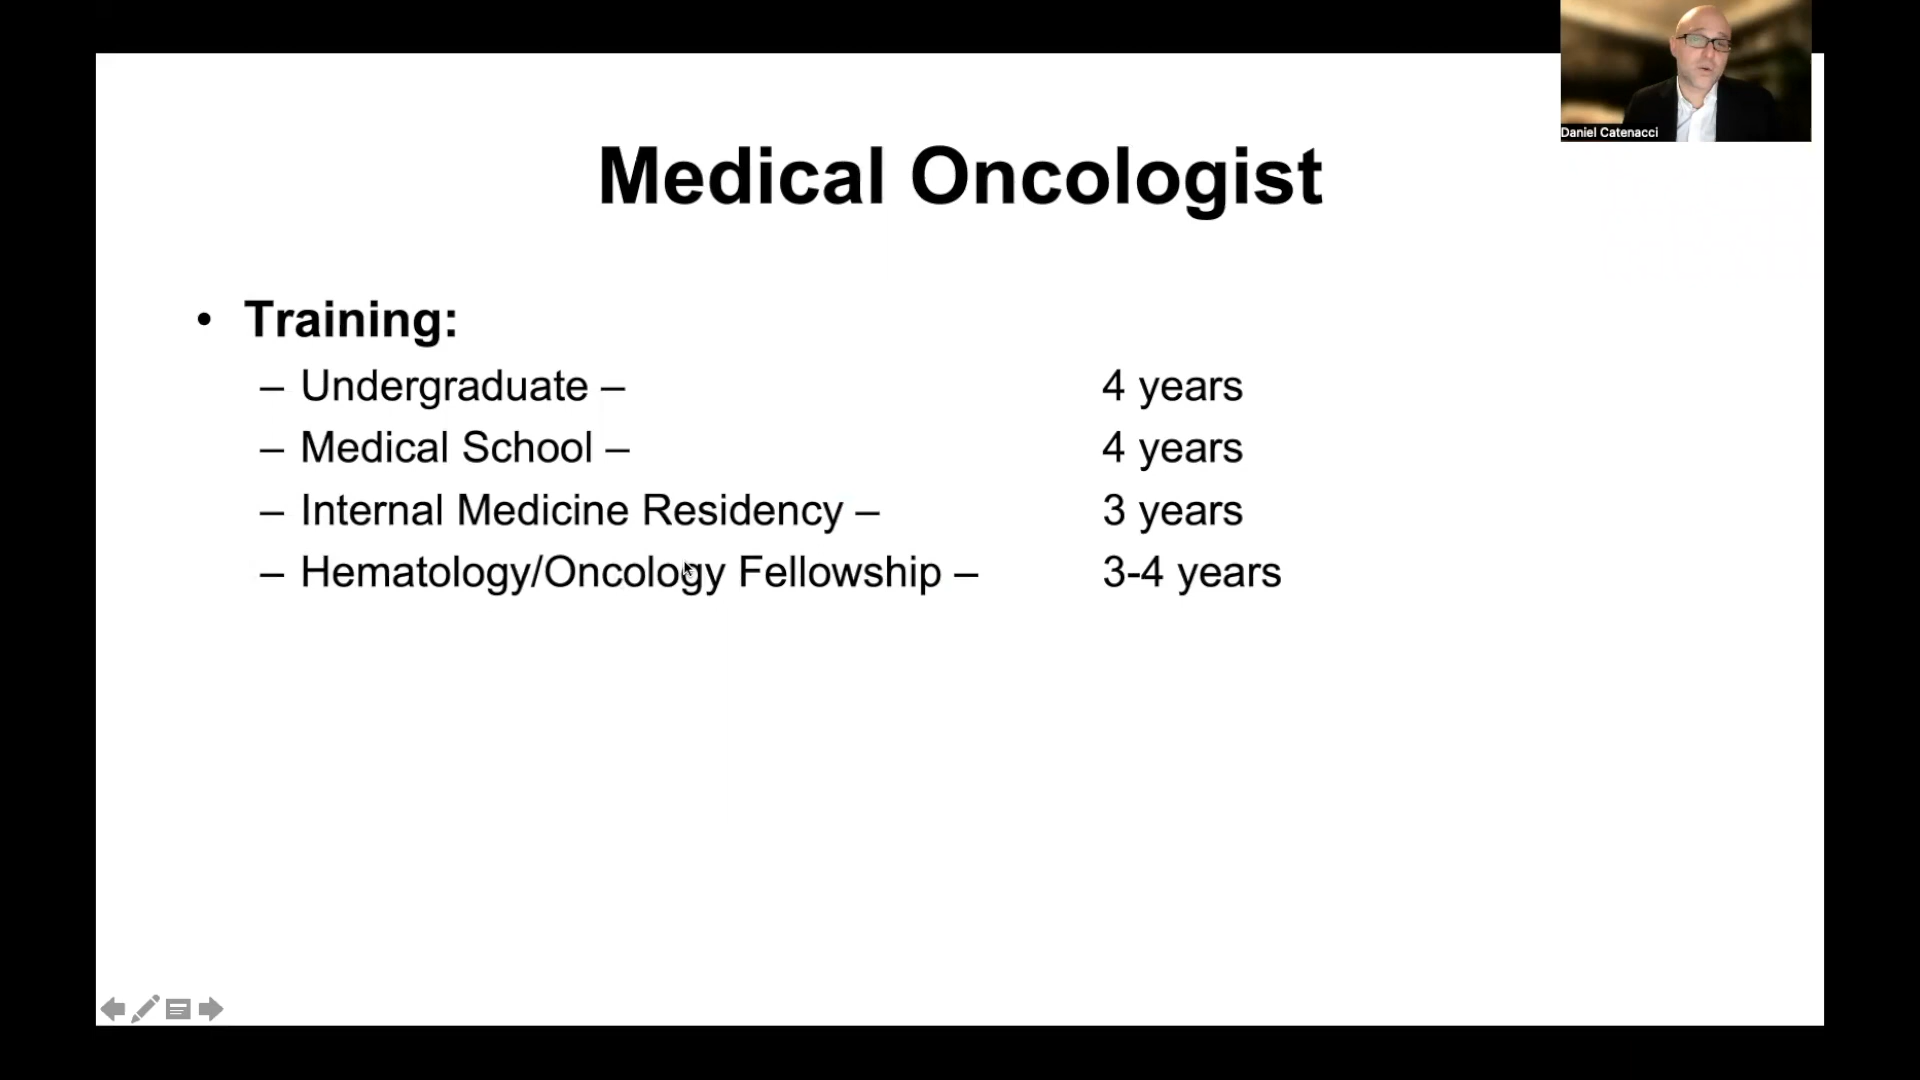 Daniel Catenacci
Medical Oncologist
• Training:
– Undergraduate – 4 years
– Medical School – 4 years
– Internal Medicine Residency – 3 years
– Hematology/Oncology Fellowship – 3-4 years